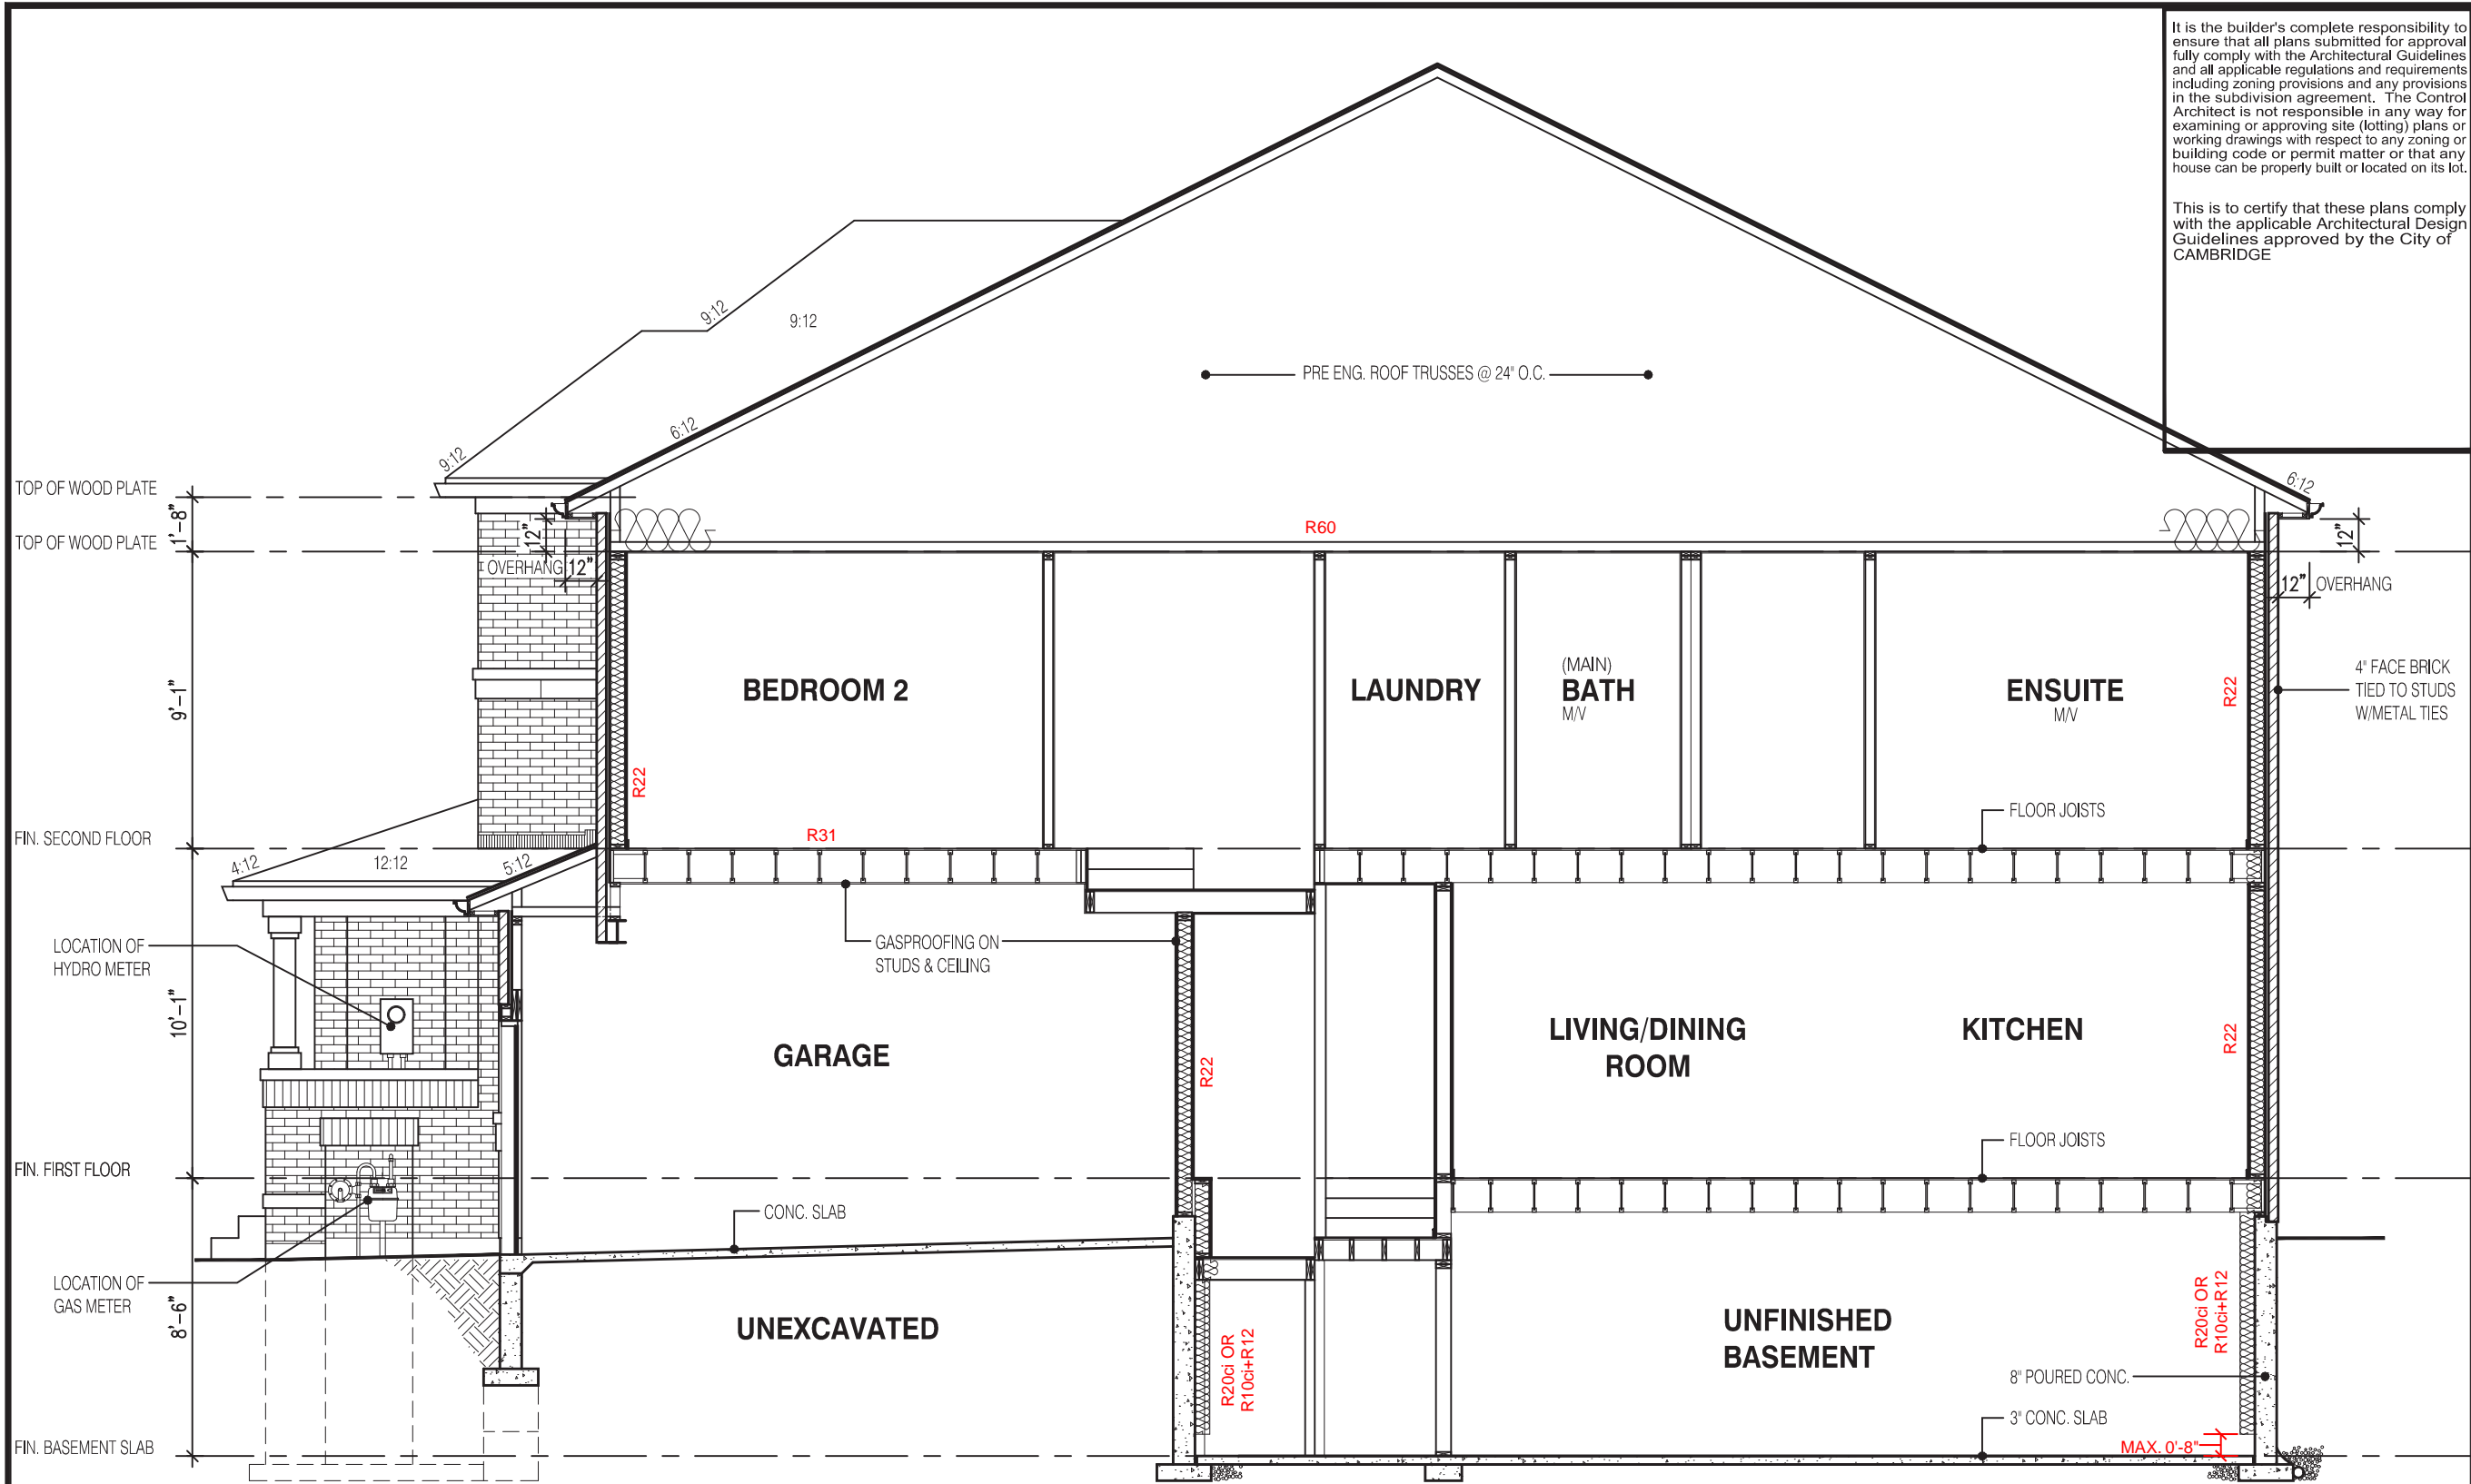 It is the builder's complete responsibility to
ensure that all plans submitted for approval
fully comply with the Architectural Guidelines
and all applicable regulations and requirements
including zoning provisions and any provisions
in the subdivision agreement. The Control
Architect is not responsible in any way for
examining or approving site (lotting) plans or
working drawings with respect to any zoning or
building code or permit matter or that any
house can be properly built or located on its lot.
This is to certify that these plans comply
with the applicable Architectural Design
Guidelines approved by the City of
CAMBRIDGE
9:12
9:12
PRE ENG. ROOF TRUSSES @ 24" O.C.
6:12
9:12
6:12
TOP OF WOOD PLATE
1'-8"
TOP OF WOOD PLATE
12"
R60
12"
OVERHANG 12"
12" OVERHANG
9'-1"
BEDROOM 2
LAUNDRY
(MAIN)
BATH
M/V
ENSUITE
M/V
R22
4" FACE BRICK
TIED TO STUDS
W/METAL TIES
R22
FLOOR JOISTS
R31
FIN. SECOND FLOOR
4:12
12:12
5:12
LOCATION OF
HYDRO METER
GASPROOFING ON
STUDS & CEILING
10'-1"
GARAGE
R22
LIVING/DINING
ROOM
KITCHEN
R22
FLOOR JOISTS
FIN. FIRST FLOOR
CONC. SLAB
LOCATION OF
GAS METER
8'-6"
UNEXCAVATED
R20ci OR
R10ci+R12
UNFINISHED
BASEMENT
R20ci OR
R10ci+R12
8" POURED CONC.
3" CONC. SLAB
MAX. 0'-8"
FIN. BASEMENT SLAB